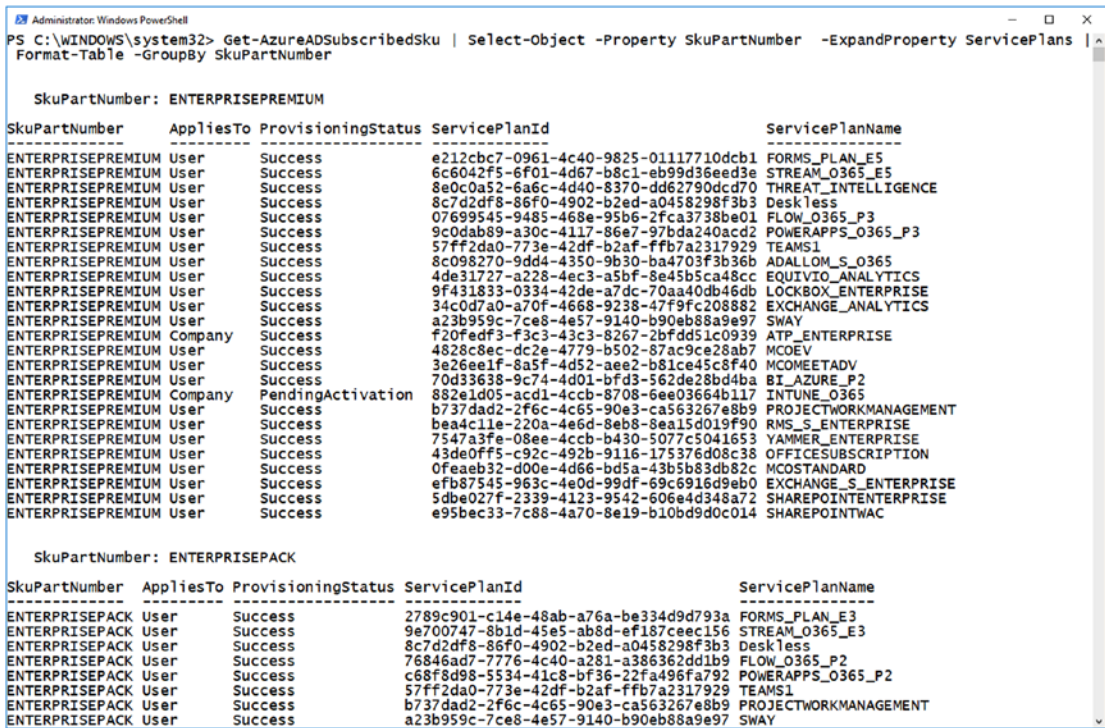 Administrator: Windows PowerShell
PS C:\WINDOWS\system32> Get-AzureADSubscribedSku | Select-Object -Property SkuPartNumber  -ExpandProperty ServicePlans |
 Format-Table -GroupBy SkuPartNumber
   SkuPartNumber: ENTERPRISEPREMIUM
SkuPartNumber     AppliesTo ProvisioningStatus ServicePlanId                        ServicePlanName
-------------     --------- ------------------ -------------                        ---------------
ENTERPRISEPREMIUM User      Success            e212cbc7-0961-4c40-9825-01117710dcb1 FORMS_PLAN_E5
ENTERPRISEPREMIUM User      Success            6c6042f5-6f01-4d67-b8c1-eb99d36eed3e STREAM_O365_E5
ENTERPRISEPREMIUM User      Success            8e0c0a52-6a6c-4d40-8370-dd62790dcd70 THREAT_INTELLIGENCE
ENTERPRISEPREMIUM User      Success            8c7d2df8-86f0-4902-b2ed-a0458298f3b3 Deskless
ENTERPRISEPREMIUM User      Success            07699545-9485-468e-95b6-2fca3738be01 FLOW_O365_P3
ENTERPRISEPREMIUM User      Success            9c0dab89-a30c-4117-86e7-97bda240acd2 POWERAPPS_O365_P3
ENTERPRISEPREMIUM User      Success            57ff2da0-773e-42df-b2af-ffb7a2317929 TEAMS1
ENTERPRISEPREMIUM User      Success            8c098270-9dd4-4350-9b30-ba4703f3b36b ADALLOM_S_O365
ENTERPRISEPREMIUM User      Success            4de31727-a228-4ec3-a5bf-8e45b5ca48cc EQUIVIO_ANALYTICS
ENTERPRISEPREMIUM User      Success            9f431833-0334-42de-a7dc-70aa40db46db LOCKBOX_ENTERPRISE
ENTERPRISEPREMIUM User      Success            34c0d7a0-a70f-4668-9238-47f9fc208882 EXCHANGE_ANALYTICS
ENTERPRISEPREMIUM User      Success            a23b959c-7ce8-4e57-9140-b90eb88a9e97 SWAY
ENTERPRISEPREMIUM Company   Success            f20fedf3-f3c3-43c3-8267-2bfdd51c0939 ATP_ENTERPRISE
ENTERPRISEPREMIUM User      Success            4828c8ec-dc2e-4779-b502-87ac9ce28ab7 MCOEV
ENTERPRISEPREMIUM User      Success            3e26ee1f-8a5f-4d52-aee2-b81ce45c8f40 MCOMEETADV
ENTERPRISEPREMIUM User      Success            70d33638-9c74-4d01-bfd3-562de28bd4ba BI_AZURE_P2
ENTERPRISEPREMIUM Company   PendingActivation  882e1d05-acd1-4ccb-8708-6ee03664b117 INTUNE_O365
ENTERPRISEPREMIUM User      Success            b737dad2-2f6c-4c65-90e3-ca563267e8b9 PROJECTWORKMANAGEMENT
ENTERPRISEPREMIUM User      Success            bea4c11e-220a-4e6d-8eb8-8ea15d019f90 RMS_S_ENTERPRISE
ENTERPRISEPREMIUM User      Success            7547a3fe-08ee-4ccb-b430-5077c5041653 YAMMER_ENTERPRISE
ENTERPRISEPREMIUM User      Success            43de0ff5-c92c-492b-9116-175376d08c38 OFFICESUBSCRIPTION
ENTERPRISEPREMIUM User      Success            0feaeb32-d00e-4d66-bd5a-43b5b83db82c MCOSTANDARD
ENTERPRISEPREMIUM User      Success            efb87545-963c-4e0d-99df-69c6916d9eb0 EXCHANGE_S_ENTERPRISE
ENTERPRISEPREMIUM User      Success            5dbe027f-2339-4123-9542-606e4d348a72 SHAREPOINTENTERPRISE
ENTERPRISEPREMIUM User      Success            e95bec33-7c88-4a70-8e19-b10bd9d0c014 SHAREPOINTWAC
   SkuPartNumber: ENTERPRISEPACK
SkuPartNumber  AppliesTo ProvisioningStatus ServicePlanId                        ServicePlanName
-------------  --------- ------------------ -------------                        ---------------
ENTERPRISEPACK User      Success            2789c901-c14e-48ab-a76a-be334d9d793a FORMS_PLAN_E3
ENTERPRISEPACK User      Success            9e700747-8b1d-45e5-ab8d-ef187ceec156 STREAM_O365_E3
ENTERPRISEPACK User      Success            8c7d2df8-86f0-4902-b2ed-a0458298f3b3 Deskless
ENTERPRISEPACK User      Success            76846ad7-7776-4c40-a281-a386362dd1b9 FLOW_O365_P2
ENTERPRISEPACK User      Success            c68f8d98-5534-41c8-bf36-22fa496fa792 POWERAPPS_O365_P2
ENTERPRISEPACK User      Success            57ff2da0-773e-42df-b2af-ffb7a2317929 TEAMS1
ENTERPRISEPACK User      Success            b737dad2-2f6c-4c65-90e3-ca563267e8b9 PROJECTWORKMANAGEMENT
ENTERPRISEPACK User      Success            a23b959c-7ce8-4e57-9140-b90eb88a9e97 SWAY